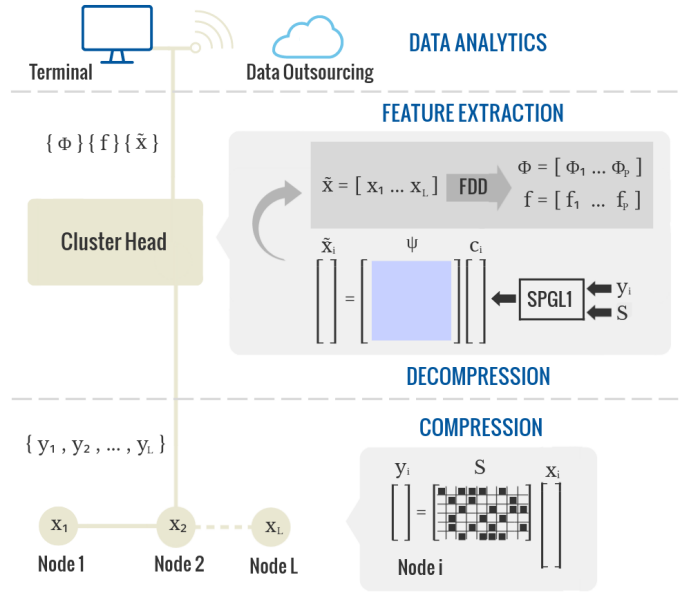 DATA ANALYTICS
Terminal
Data Outsourcing
FEATURE EXTRACTION
{ Φ } { f } { x̃ }
x̃ = [ x₁ ... x_L ] FDD Φ = [ Φ₁ ... Φ_P ]
f = [ f₁ ... f_P ]
Cluster Head
x̃ᵢ ψ cᵢ
[ ] = [ ] [ ] SPGL1 yᵢ
S
DECOMPRESSION
COMPRESSION
{ y₁ , y₂ , ... , y_L }
yᵢ S xᵢ
[ ] = [ ] [ ]
x₁ x₂ x_L
Node 1 Node 2 Node L
Node i